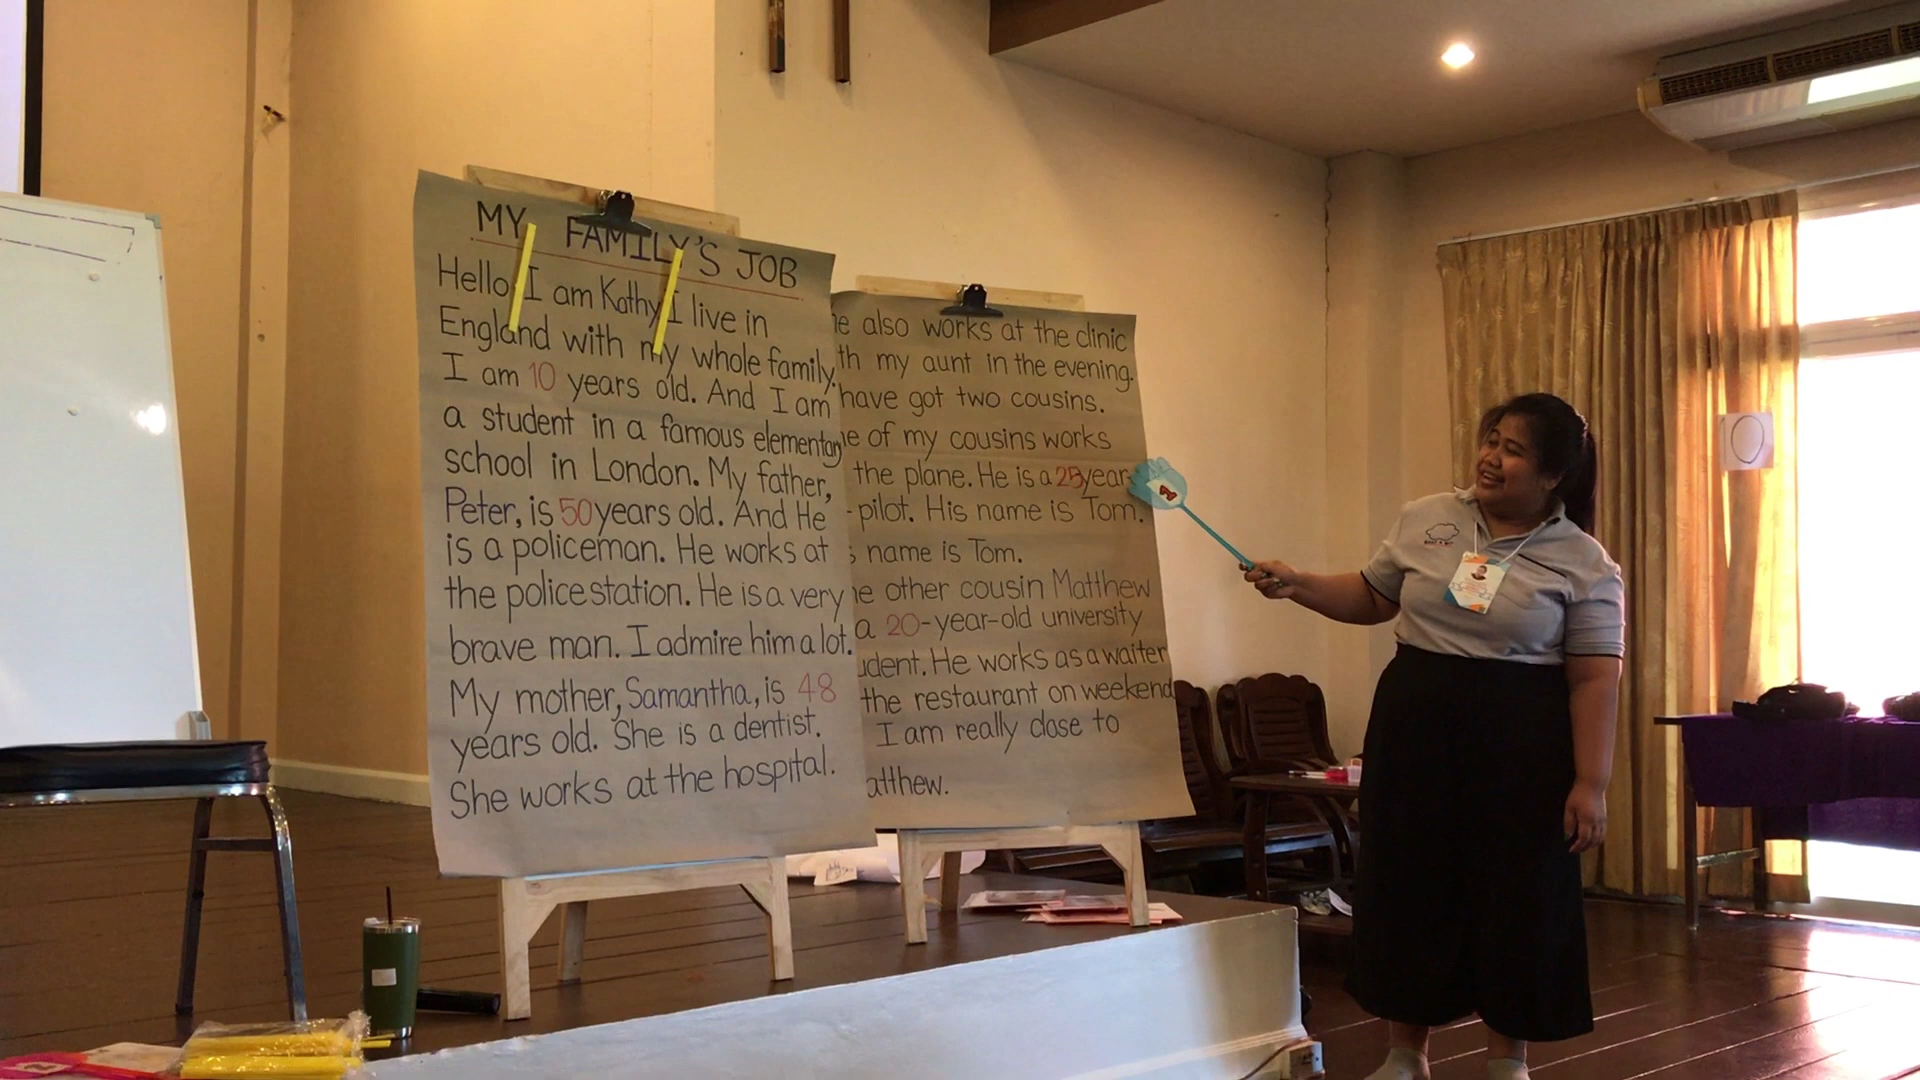 MY FAMILY'S JOB
Hello I am Kathy I live in
England with my whole family.
I am 10 years old. And I am
a student in a famous elementary
school in London. My father,
Peter, is 50 years old. And He
is a policeman. He works at
the police station. He is a very
brave man. I admire him a lot.
My mother, Samantha, is 48
years old. She is a dentist.
She works at the hospital.
also works at the clinic
my aunt in the evening.
have got two cousins.
of my cousins works
the plane. He is a 25 year-
-pilot. His name is Tom.
name is Tom.
other cousin Matthew
a 20-year-old university
He works as a waiter
the restaurant on weekend
I am really close to